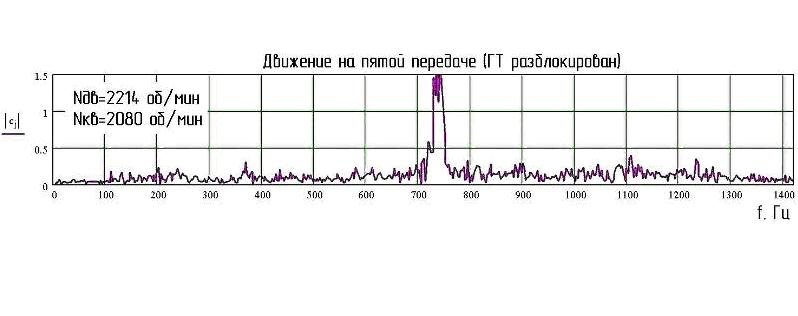 Движение на пятой передаче (ГТ разблокирован)
1.5
Nдв=2214 об/мин
1
Nкв=2080 об/мин
|cj|
0.5
0
0 100 200 300 400 500 600 700 800 900 1000 1100 1200 1300 1400
f. Гц